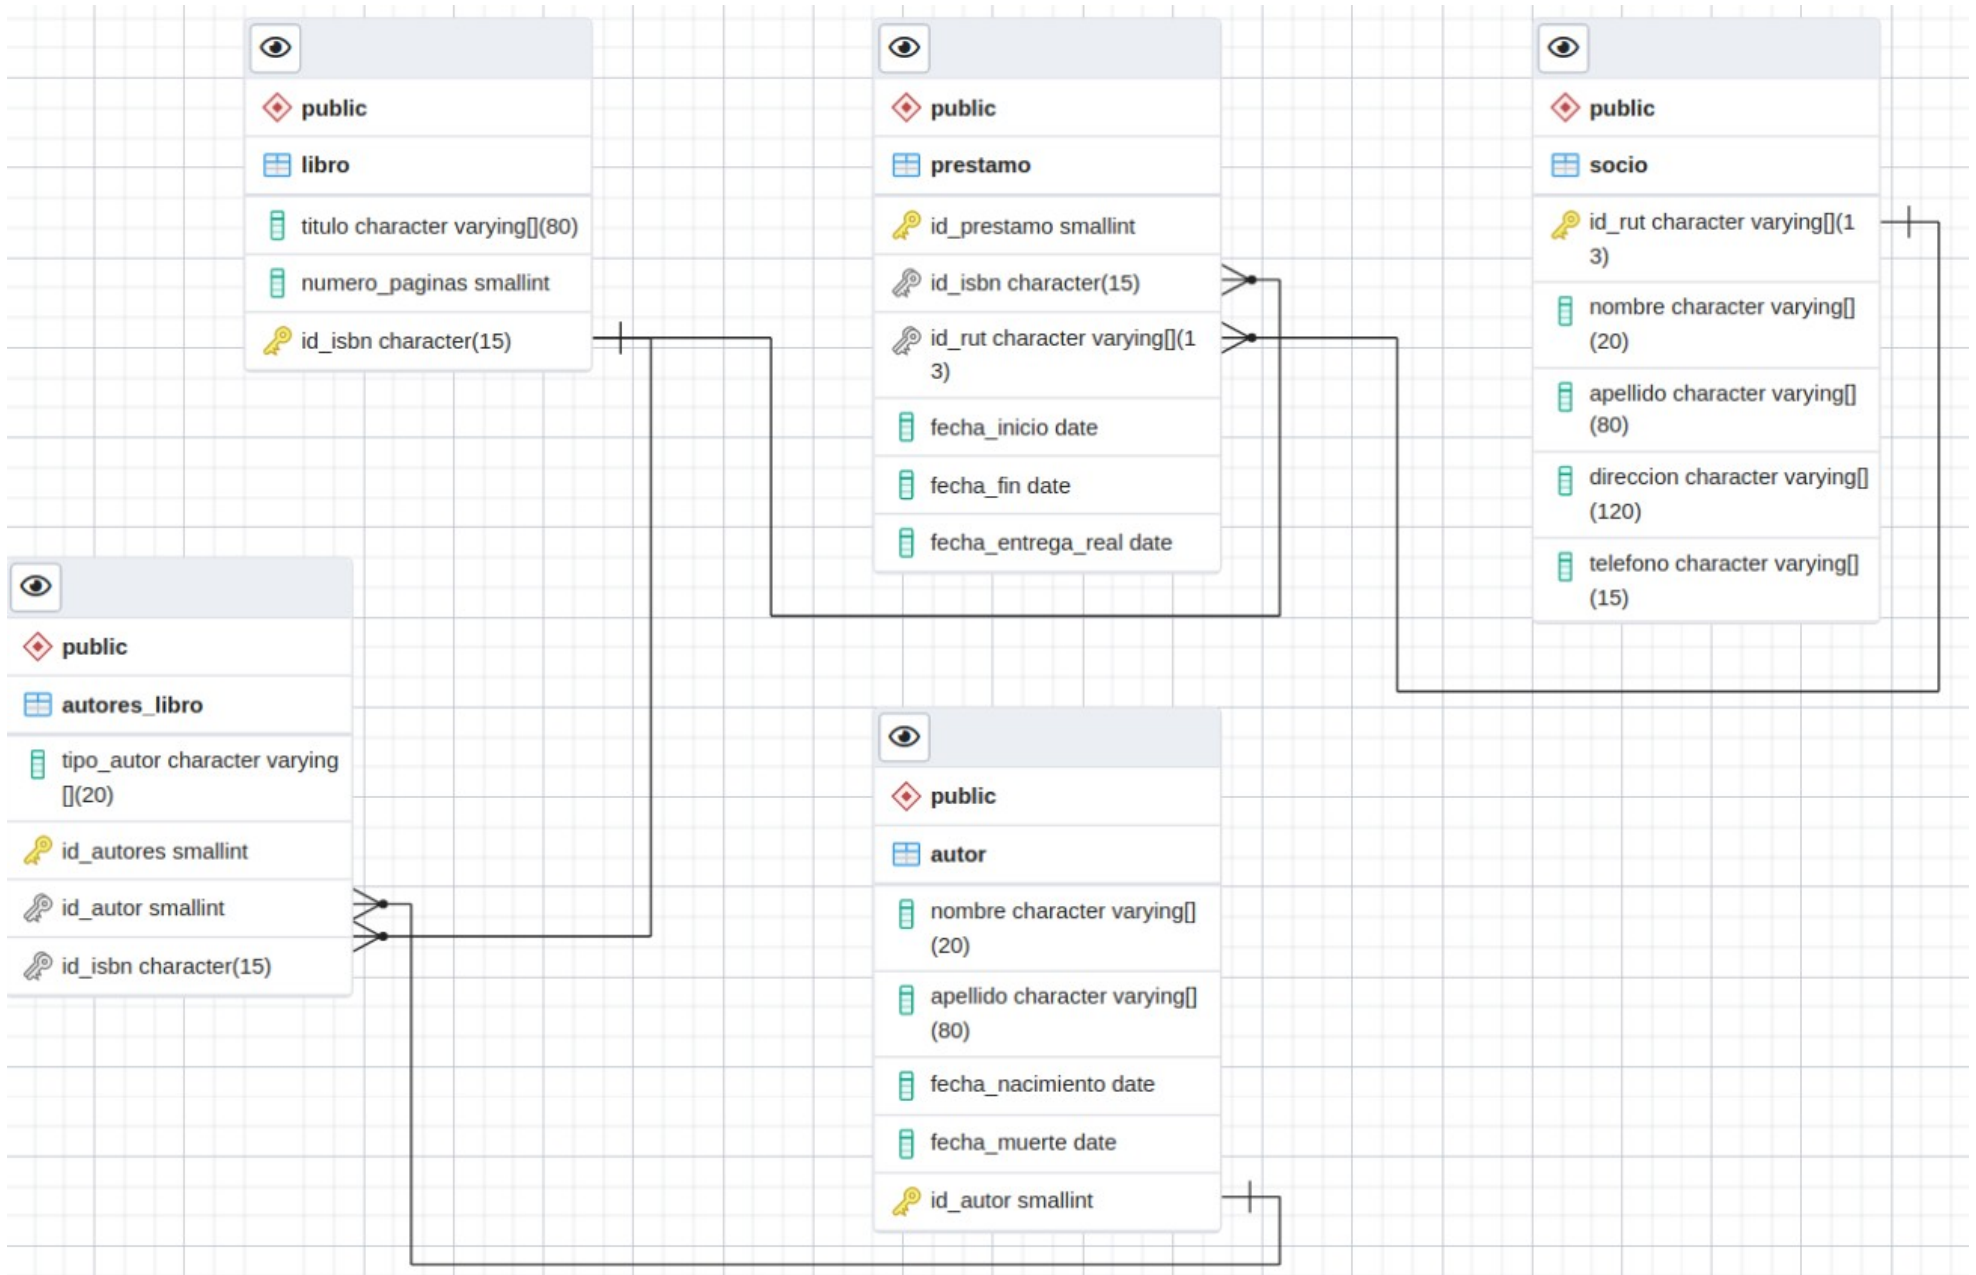 public
libro
titulo character varying[](80)
numero_paginas smallint
id_isbn character(15)
public
prestamo
id_prestamo smallint
id_isbn character(15)
id_rut character varying[](1
3)
fecha_inicio date
fecha_fin date
fecha_entrega_real date
public
socio
id_rut character varying[](1
3)
nombre character varying[]
(20)
apellido character varying[]
(80)
direccion character varying[]
(120)
telefono character varying[]
(15)
public
autores_libro
tipo_autor character varying
[](20)
id_autores smallint
id_autor smallint
id_isbn character(15)
public
autor
nombre character varying[]
(20)
apellido character varying[]
(80)
fecha_nacimiento date
fecha_muerte date
id_autor smallint